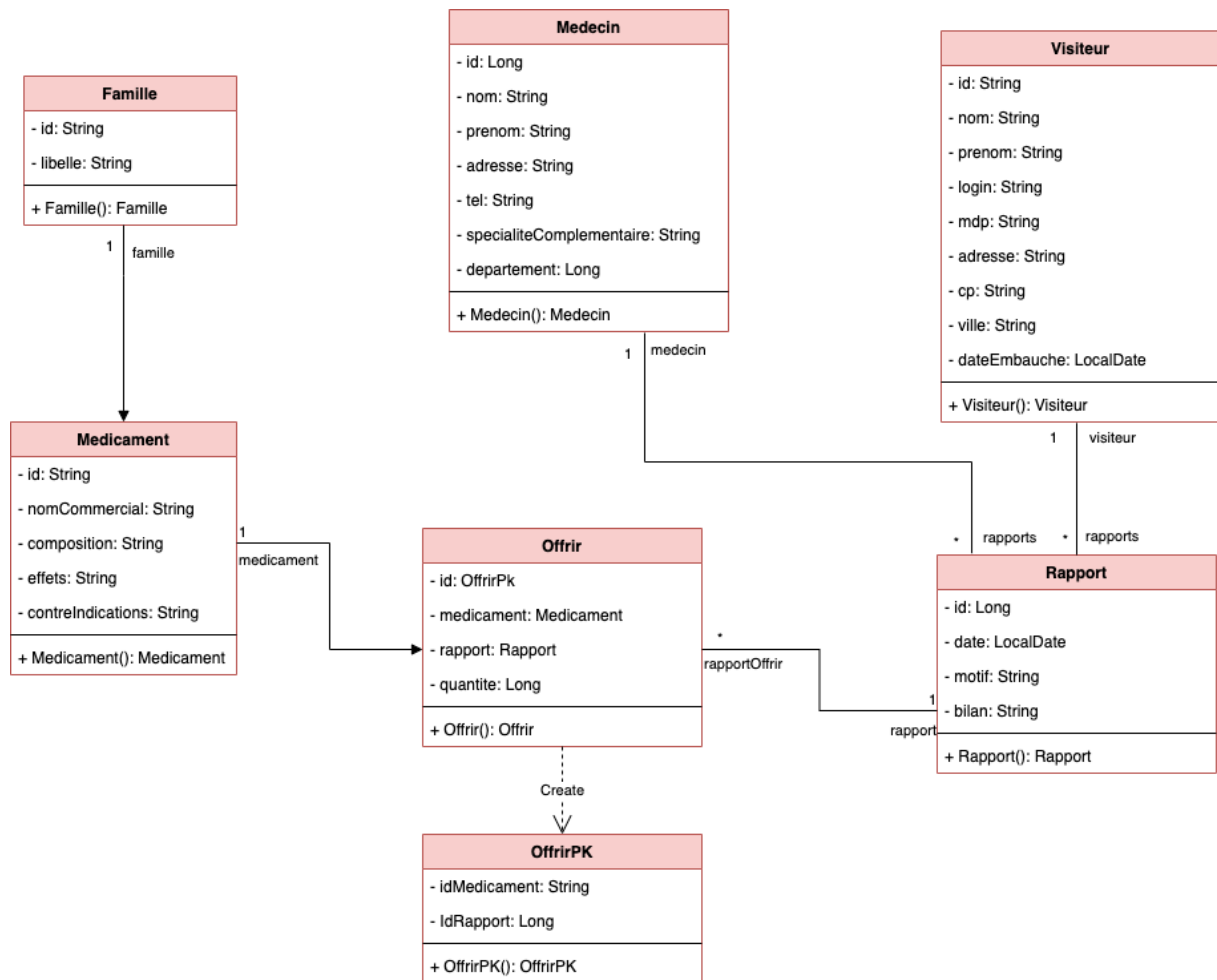 Famille
- id: String
- libelle: String
+ Famille(): Famille
1
famille
Medecin
- id: Long
- nom: String
- prenom: String
- adresse: String
- tel: String
- specialiteComplementaire: String
- departement: Long
+ Medecin(): Medecin
1
medecin
Visiteur
- id: String
- nom: String
- prenom: String
- login: String
- mdp: String
- adresse: String
- cp: String
- ville: String
- dateEmbauche: LocalDate
+ Visiteur(): Visiteur
1
visiteur
Medicament
- id: String
- nomCommercial: String
- composition: String
- effets: String
- contreIndications: String
+ Medicament(): Medicament
1
medicament
Offrir
- id: OffrirPk
- medicament: Medicament
- rapport: Rapport
- quantite: Long
+ Offrir(): Offrir
*
rapportOffrir
* rapports
* rapports
Rapport
- id: Long
- date: LocalDate
- motif: String
- bilan: String
+ Rapport(): Rapport
1
rapport
Create
OffrirPK
- idMedicament: String
- IdRapport: Long
+ OffrirPK(): OffrirPK